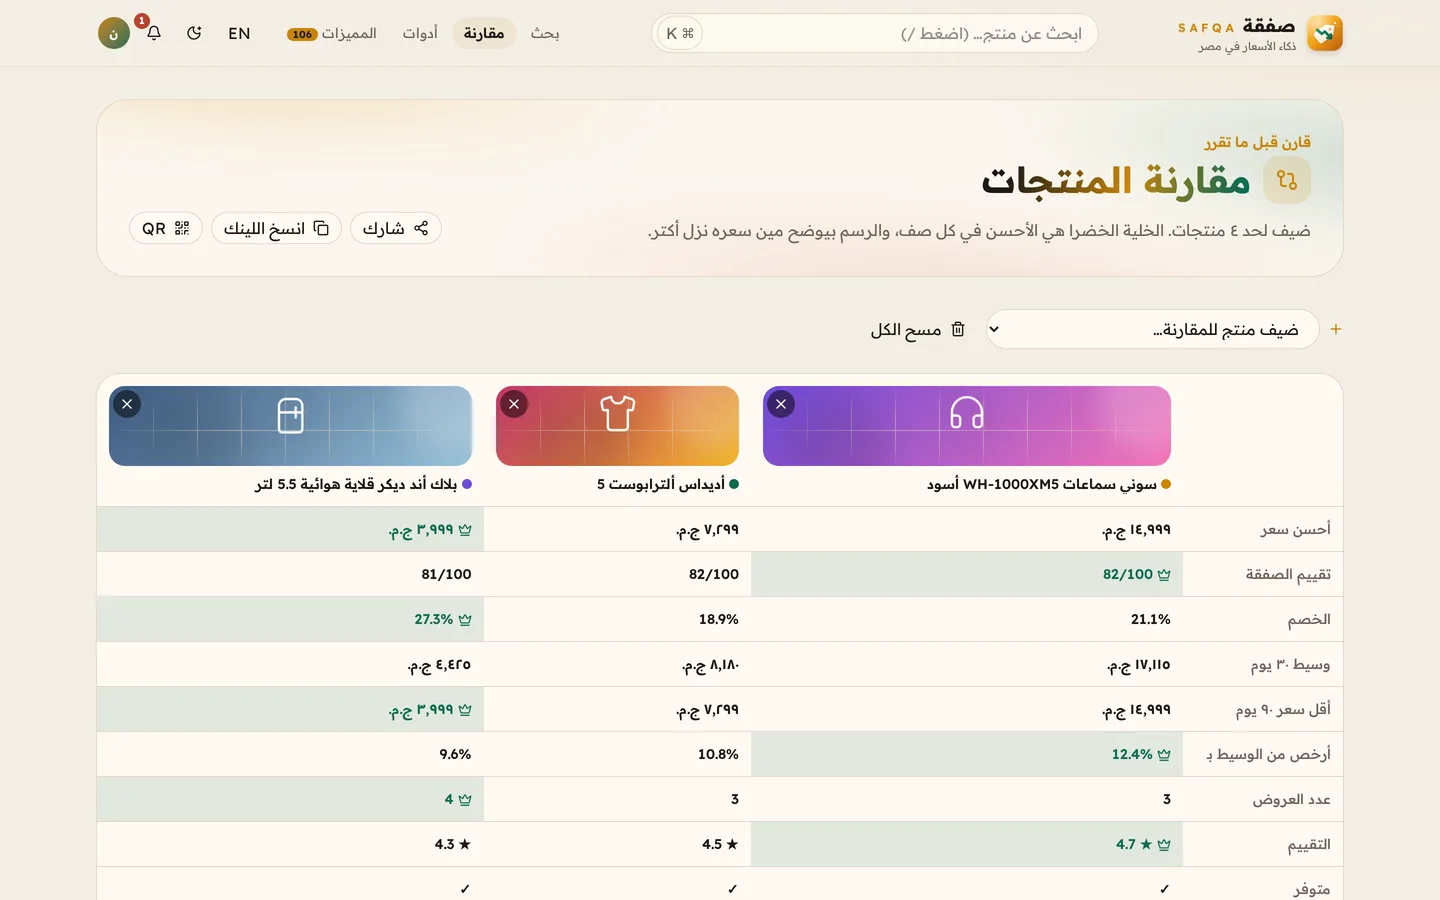 صفقة SAFQA
ذكاء الأسعار في مصر
ابحث عن منتج... (اضغط /)
⌘ K
بحث
مقارنة
أدوات
المميزات 106
EN
1
ن
قارن قبل ما تقرر
مقارنة المنتجات
ضيف لحد ٤ منتجات. الخلية الخضرا هي الأحسن في كل صف، والرسم بيوضح مين سعره نزل أكتر.
شارك
انسخ اللينك
QR
+ ضيف منتج للمقارنة...
مسح الكل
سوني سماعات WH-1000XM5 أسود
أديداس ألترابوست 5
بلاك أند ديكر قلاية هوائية 5.5 لتر
أحسن سعر ١٤,٩٩٩ ج.م. ٧,٢٩٩ ج.م. ٣,٩٩٩ ج.م.
تقييم الصفقة 82/100 82/100 81/100
الخصم 21.1% 18.9% 27.3%
وسيط ٣٠ يوم ١٧,١١٥ ج.م. ٨,١٨٠ ج.م. ٤,٤٢٥ ج.م.
أقل سعر ٩٠ يوم ١٤,٩٩٩ ج.م. ٧,٢٩٩ ج.م. ٣,٩٩٩ ج.م.
أرخص من الوسيط بـ 12.4% 10.8% 9.6%
عدد العروض 3 3 4
التقييم ★ 4.7 ★ 4.5 ★ 4.3
متوفر ✓ ✓ ✓